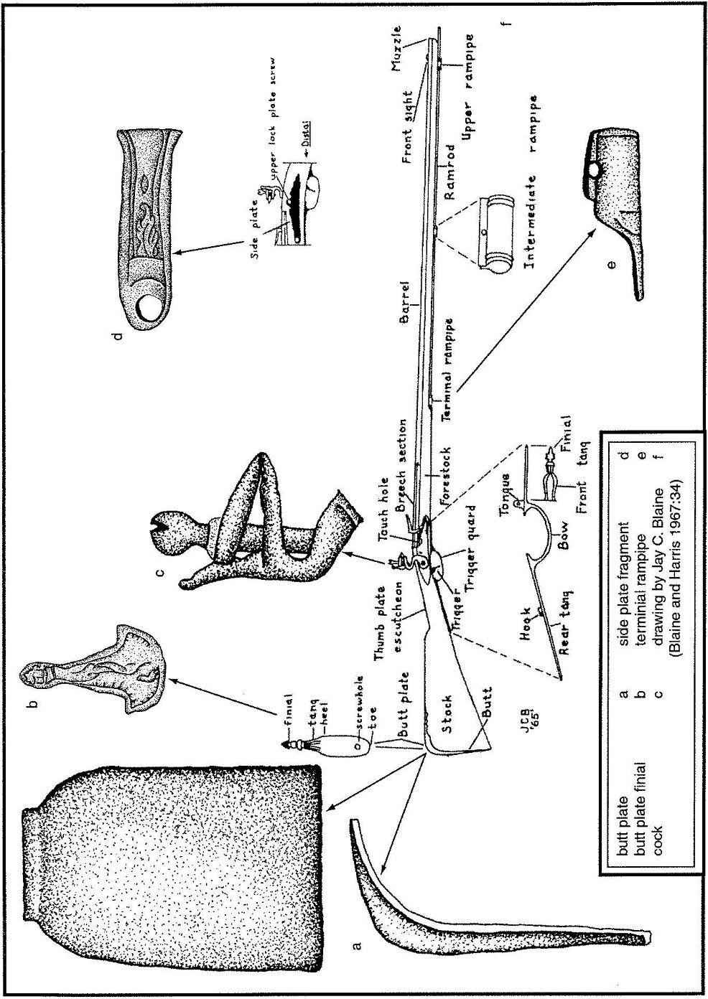 b
d
c
Side plate
upper lock plate screw
Distal
finial
tang
heel
screwhole
toe
a
Thumb plate
escutcheon
Touch hole
Breech section
Barrel
Front sight
Muzzle
Butt plate
Stock
Butt
Trigger
Trigger guard
Forestock
Terminal rampipe
Ramrod
Upper rampipe
Intermediate rampipe
f
JCB
'65
Hook
Rear tang
Bow
Tongue
Front tang
Finial
e
butt plate a side plate fragment d
butt plate finial b terminial rampipe e
cock c drawing by Jay C. Blaine f
(Blaine and Harris 1967:34)